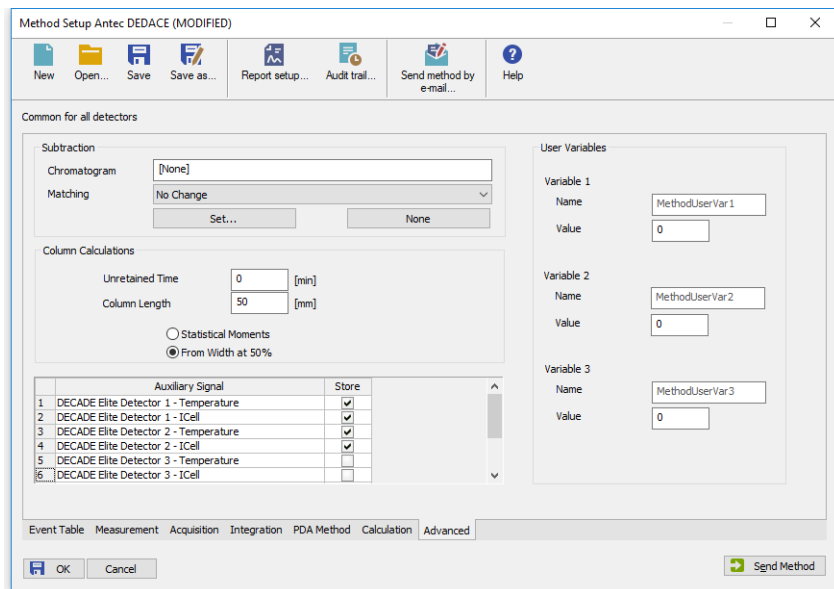 Method Setup Antec DEDACE (MODIFIED)
New Open... Save Save as... Report setup... Audit trail... Send method by e-mail... Help
Common for all detectors
Subtraction
Chromatogram [None]
Matching No Change
Set... None
Column Calculations
Unretained Time 0 [min]
Column Length 50 [mm]
Statistical Moments
From Width at 50%
Auxiliary Signal Store
1 DECADE Elite Detector 1 - Temperature
2 DECADE Elite Detector 1 - ICell
3 DECADE Elite Detector 2 - Temperature
4 DECADE Elite Detector 2 - ICell
5 DECADE Elite Detector 3 - Temperature
6 DECADE Elite Detector 3 - ICell
User Variables
Variable 1
Name MethodUserVar1
Value 0
Variable 2
Name MethodUserVar2
Value 0
Variable 3
Name MethodUserVar3
Value 0
Event Table Measurement Acquisition Integration PDA Method Calculation Advanced
OK Cancel Send Method